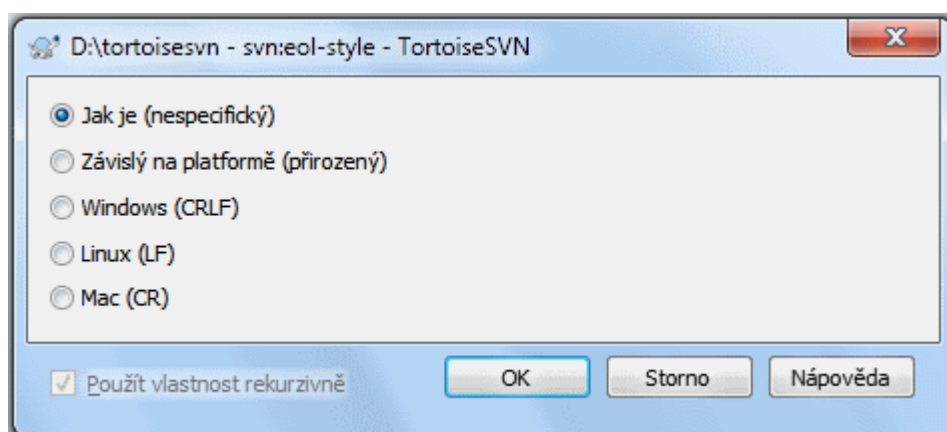 D:\tortoisesvn - svn:eol-style - TortoiseSVN
Jak je (nespecifický)
Závislý na platformě (přirozený)
Windows (CRLF)
Linux (LF)
Mac (CR)
Použít vlastnost rekurzivně
OK
Storno
Nápověda